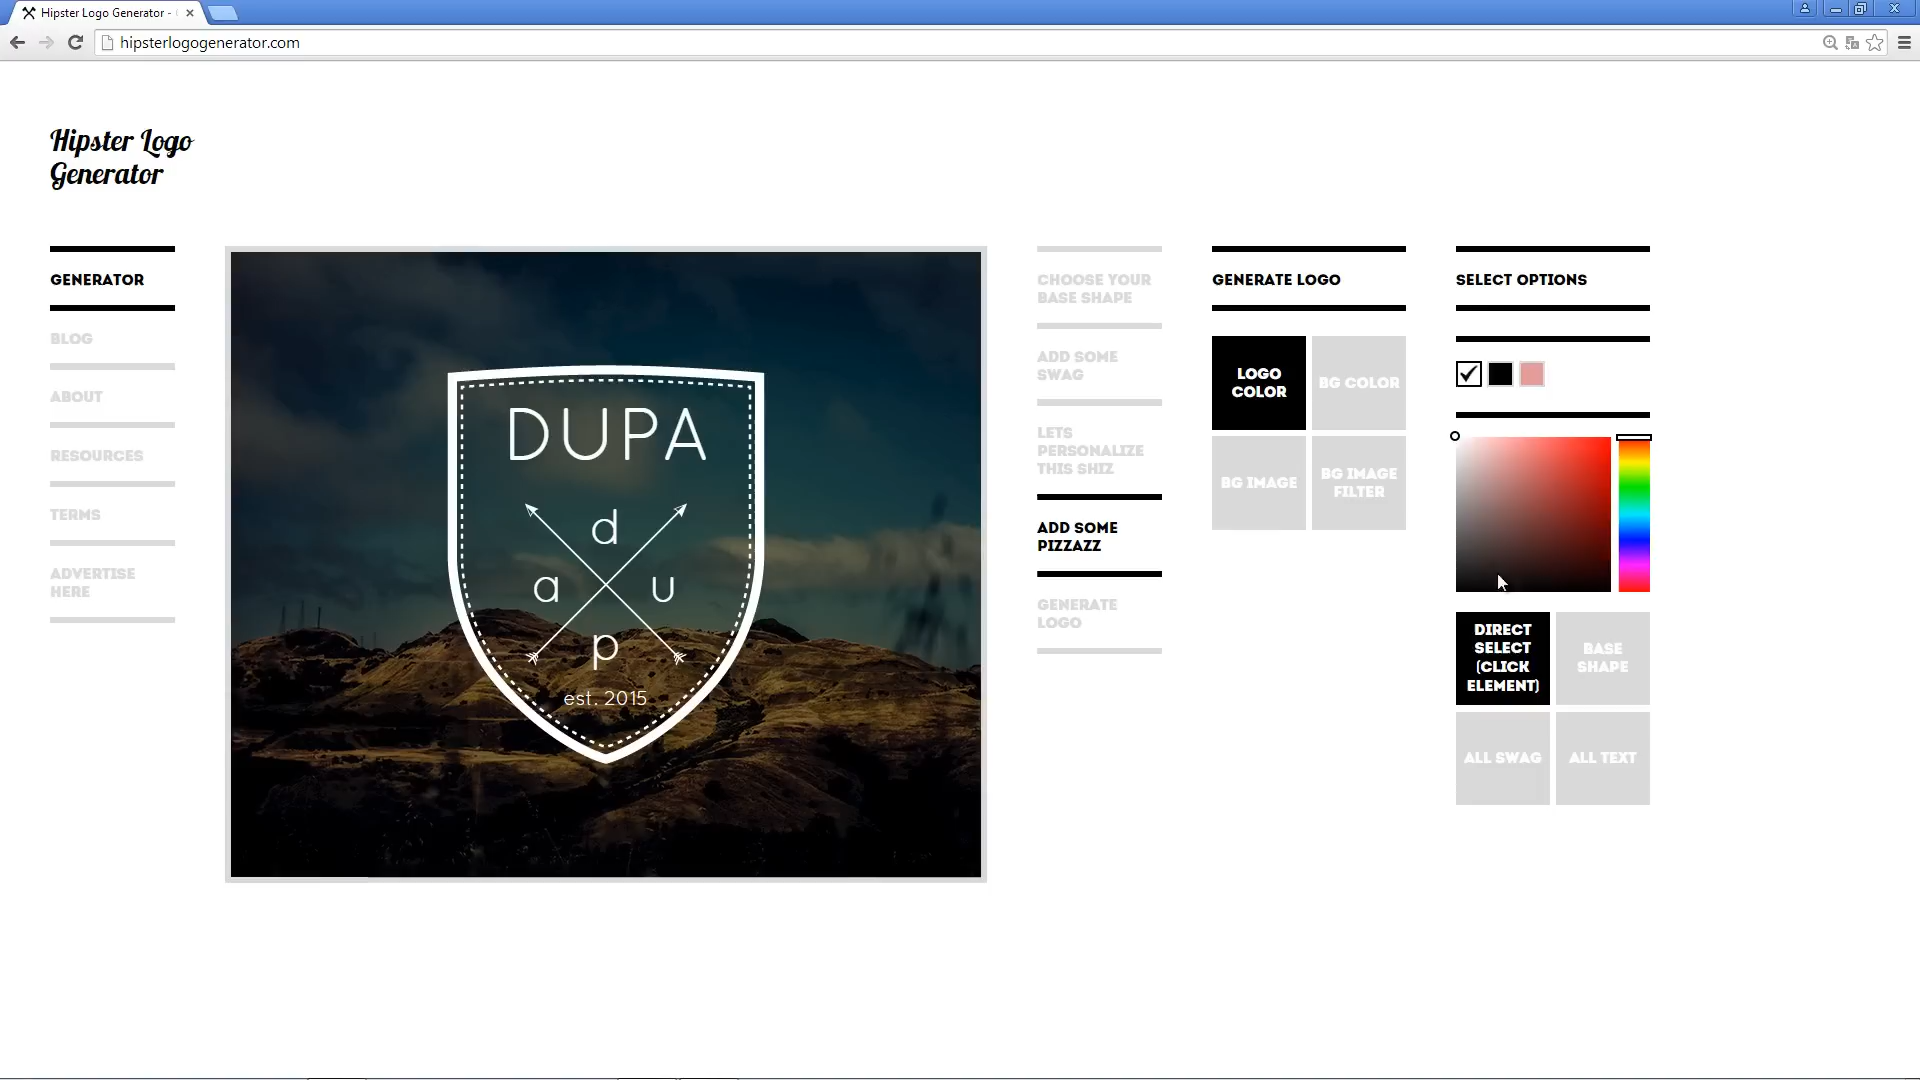 Hipster Logo Generator -
hipsterlogogenerator.com
Hipster Logo
Generator
GENERATOR
BLOG
ABOUT
RESOURCES
TERMS
ADVERTISE
HERE
DUPA
d
a u
p
est. 2015
CHOOSE YOUR
BASE SHAPE
ADD SOME
SWAG
LETS
PERSONALIZE
THIS SHIZ
ADD SOME
PIZZAZZ
GENERATE
LOGO
GENERATE LOGO
LOGO
COLOR
BG COLOR
BG IMAGE
BG IMAGE
FILTER
SELECT OPTIONS
DIRECT
SELECT
(CLICK
ELEMENT)
BASE
SHAPE
ALL SWAG
ALL TEXT